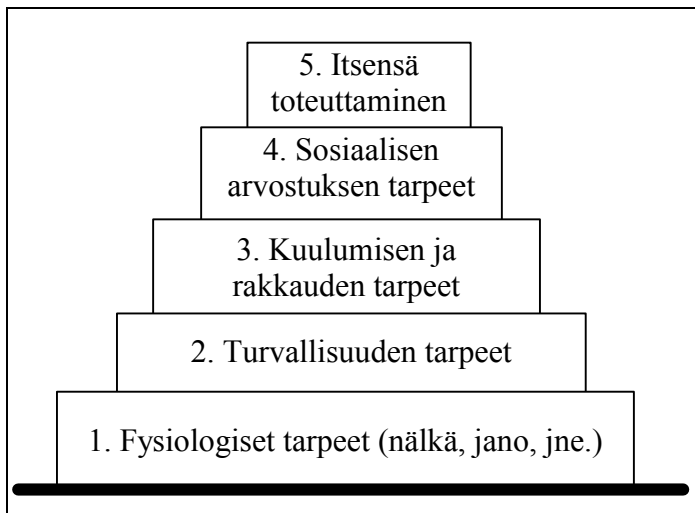 5. Itsensä
toteuttaminen
4. Sosiaalisen
arvostuksen tarpeet
3. Kuulumisen ja
rakkauden tarpeet
2. Turvallisuuden tarpeet
1. Fysiologiset tarpeet (nälkä, jano, jne.)